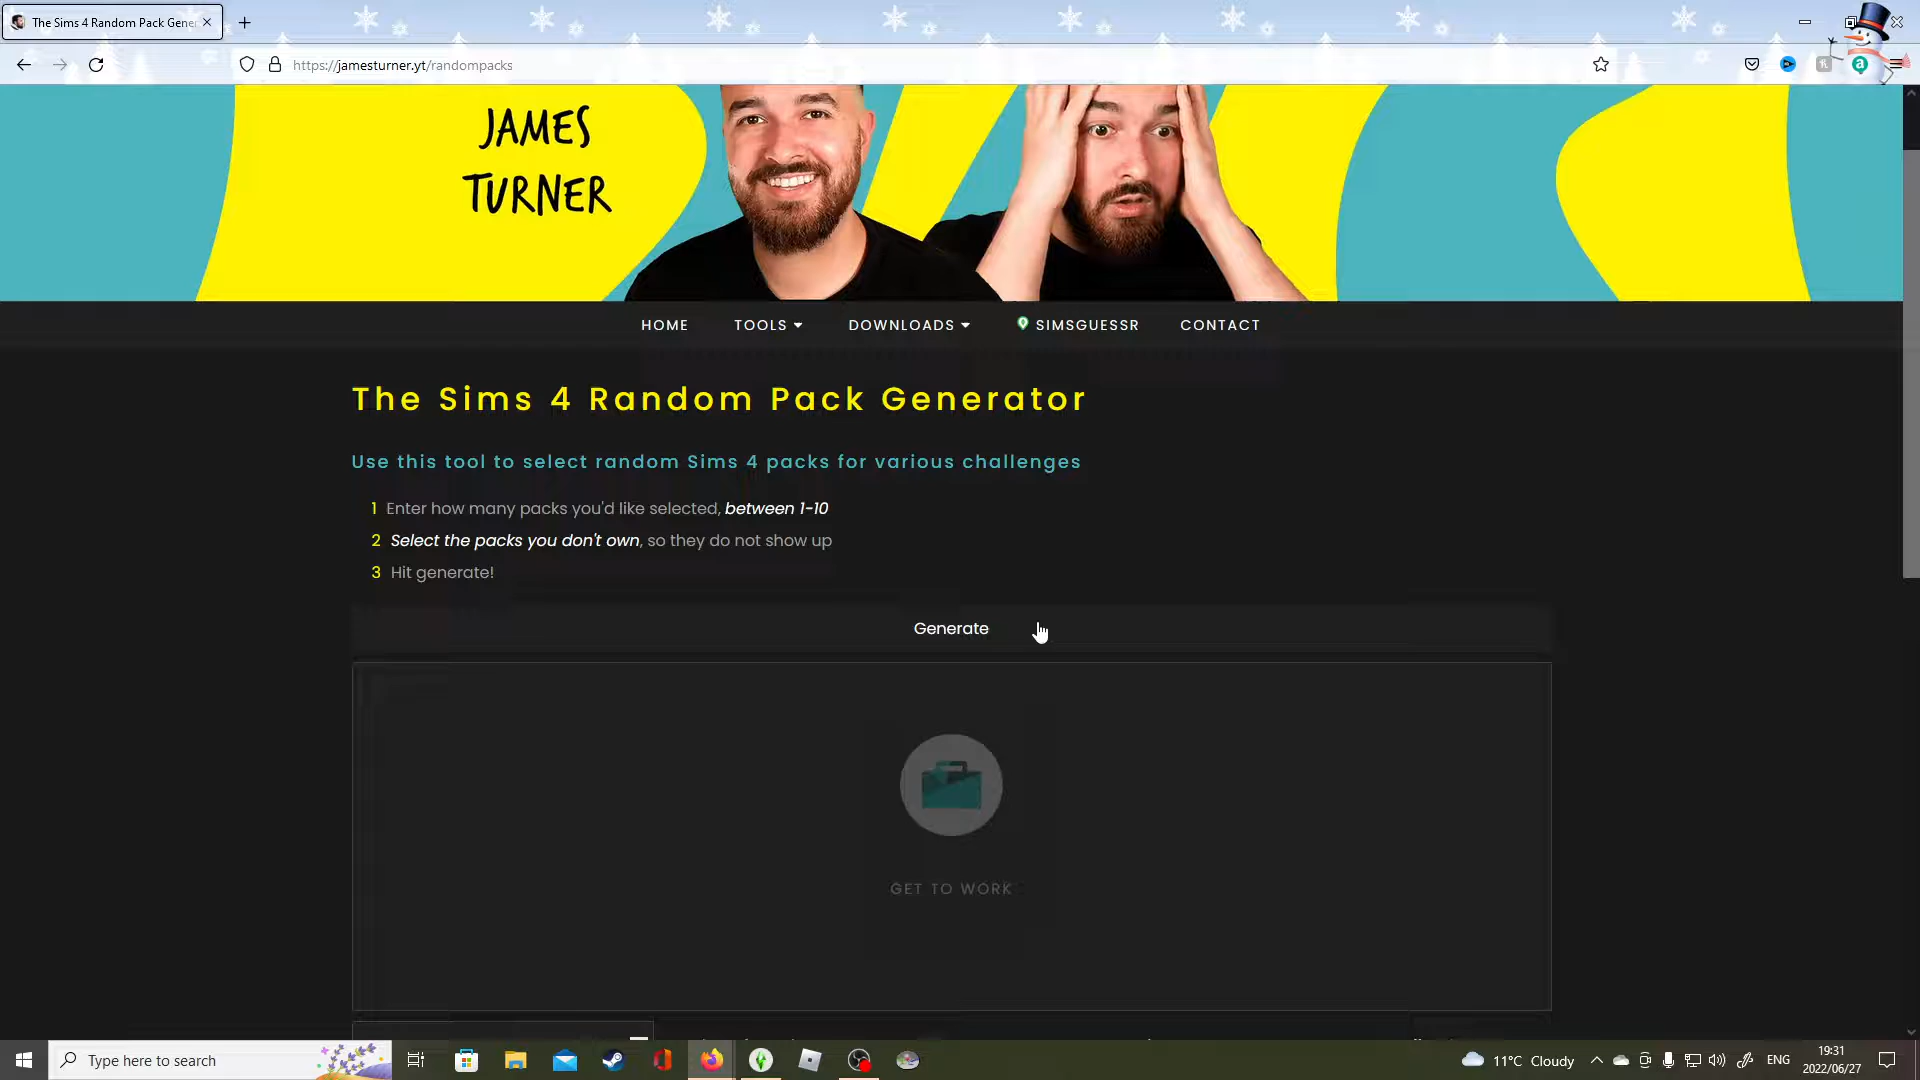 The Sims 4 Random Pack Gene
https://jamesturner.yt/randompacks
JAMES
TURNER
HOME
TOOLS
DOWNLOADS
SIMSGUESSR
CONTACT
The Sims 4 Random Pack Generator
Use this tool to select random Sims 4 packs for various challenges
1 Enter how many packs you'd like selected, between 1-10
2 Select the packs you don't own, so they do not show up
3 Hit generate!
Generate
GET TO WORK
Type here to search
11°C Cloudy
ENG
19:31
2022/06/27